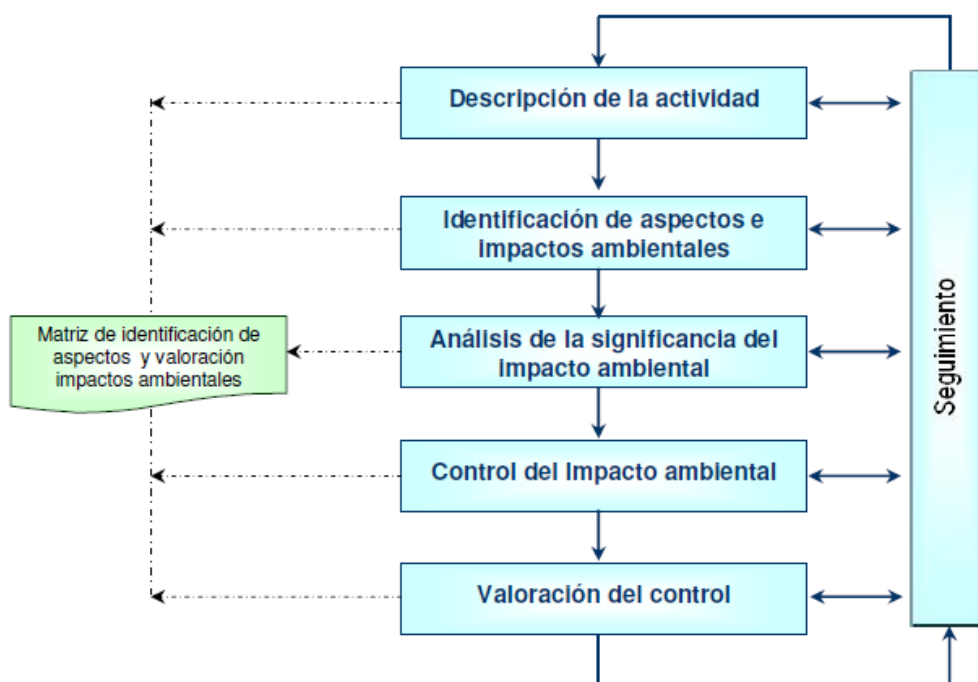 Descripción de la actividad
Identificación de aspectos e
impactos ambientales
Matriz de identificación de
aspectos y valoración
impactos ambientales
Análisis de la significancia del
impacto ambiental
Seguimiento
Control del Impacto ambiental
Valoración del control